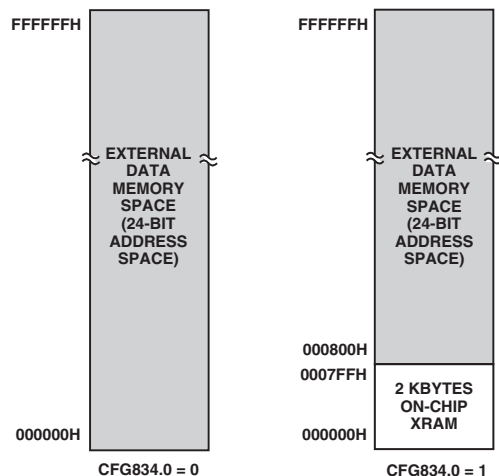 FFFFFFH
EXTERNAL
DATA
MEMORY
SPACE
(24-BIT
ADDRESS
SPACE)
000000H
CFG834.0 = 0
FFFFFFH
EXTERNAL
DATA
MEMORY
SPACE
(24-BIT
ADDRESS
SPACE)
000800H
0007FFH
2 KBYTES
ON-CHIP
XRAM
000000H
CFG834.0 = 1